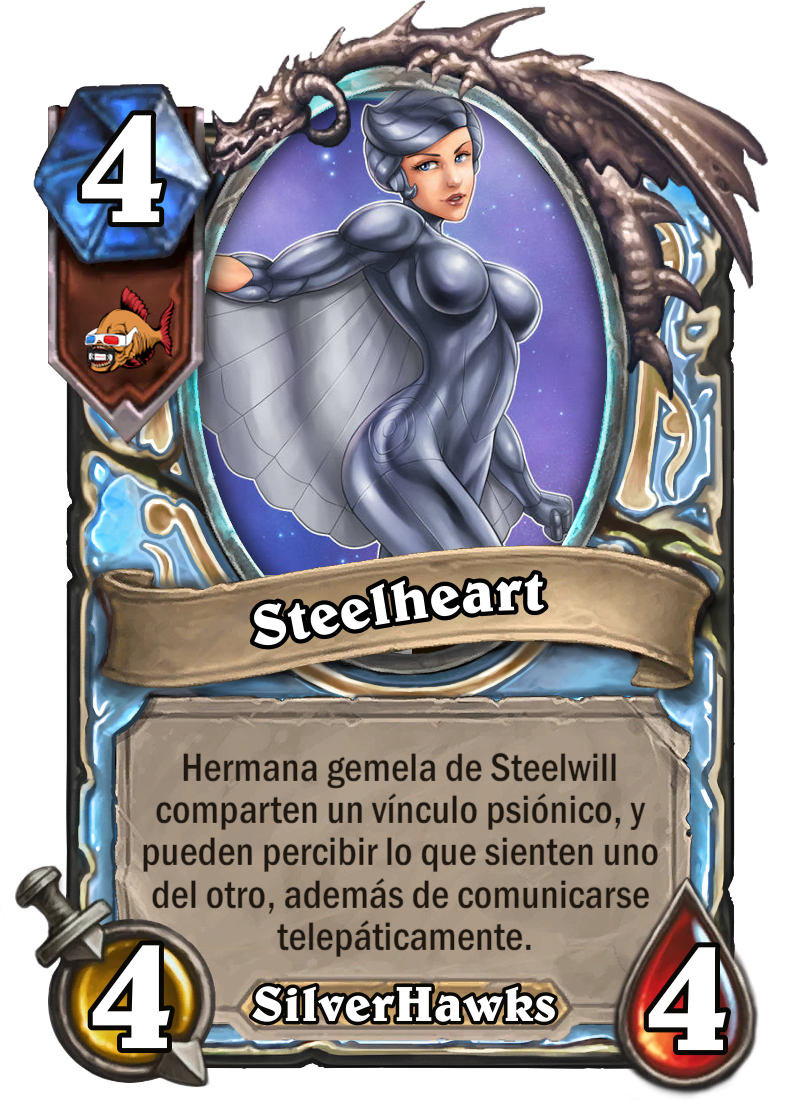 4
Steelheart
Hermana gemela de Steelwill
comparten un vínculo psiónico, y
pueden percibir lo que sienten uno
del otro, además de comunicarse
telepáticamente.
4
SilverHawks
4